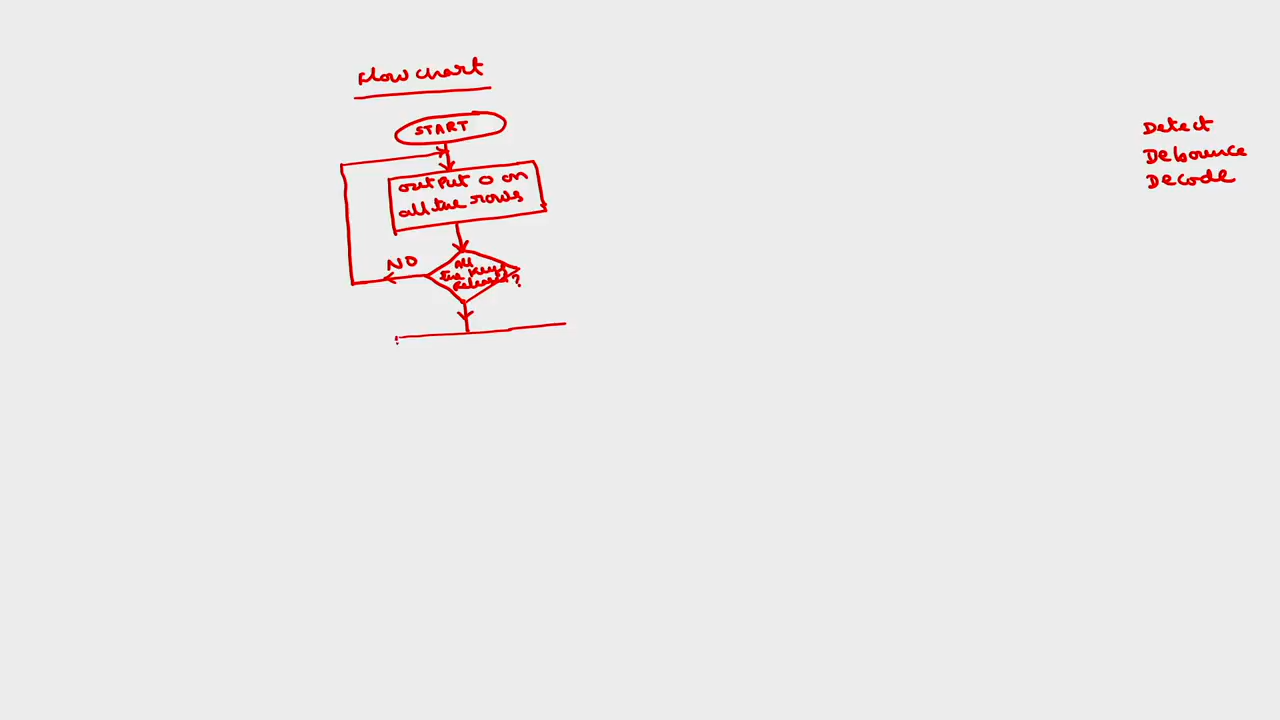 Flow chart
START
output 0 on
all the rows
NO
All
the keys
Released?
Detect
Debounce
Decode